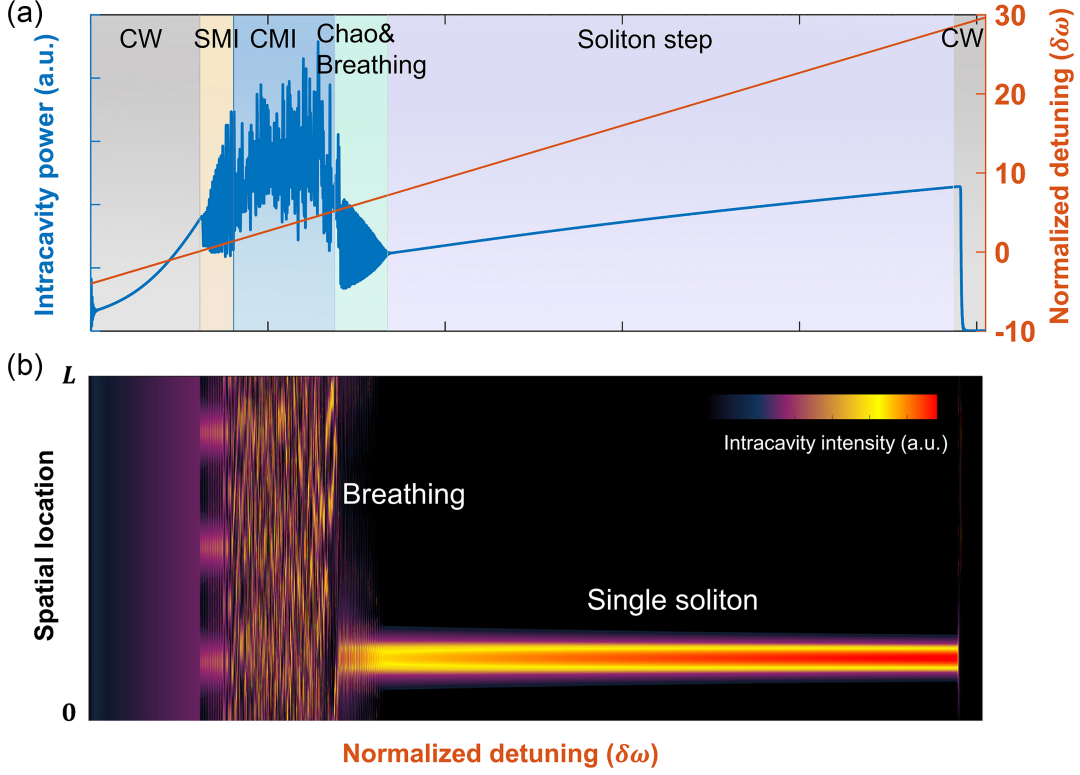 (a)
Intracavity power (a.u.)
CW
SMI
CMI
Chao&
Breathing
Soliton step
CW
30
20
10
0
-10
Normalized detuning (δω)
(b)
L
Spatial location
0
Breathing
Single soliton
Intracavity intensity (a.u.)
Normalized detuning (δω)